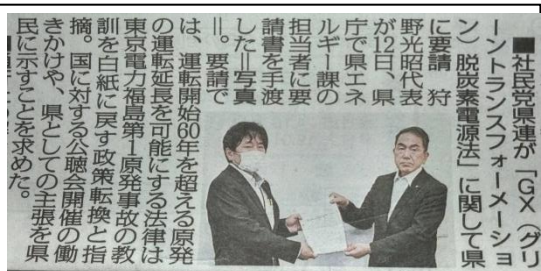 ■社民党県連が「GX(グリ
ーントランスフォーメーショ
ン)脱炭素電源法」に関して県
に要請　狩
野光昭代表
が12日、県
庁で県エネ
ルギー課の
担当者に要
請書を手渡
した＝写真
＝。要請で
は、運転開始60年を超える原発
の運転延長を可能にする法律は
東京電力福島第1原発事故の教
訓を白紙に戻す政策転換と指
摘。国に対する公聴会開催の働
きかけや、県としての主張を県
民に示すことを求めた。